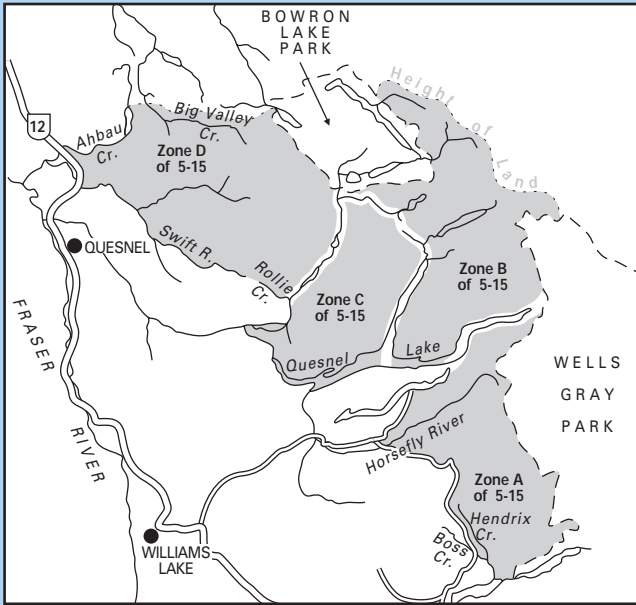 BOWRON
LAKE
PARK
Height of Land
12
Ahbau
Cr.
Big Valley
Cr.
Zone D
of 5-15
QUESNEL
Swift R.
Rollie
Cr.
Zone C
of 5-15
Zone B
of 5-15
FRASER
RIVER
Quesnel
Lake
WELLS
GRAY
PARK
Horsefly River
Zone A
of 5-15
Hendrix
Cr.
Boss
Cr.
WILLIAMS
LAKE